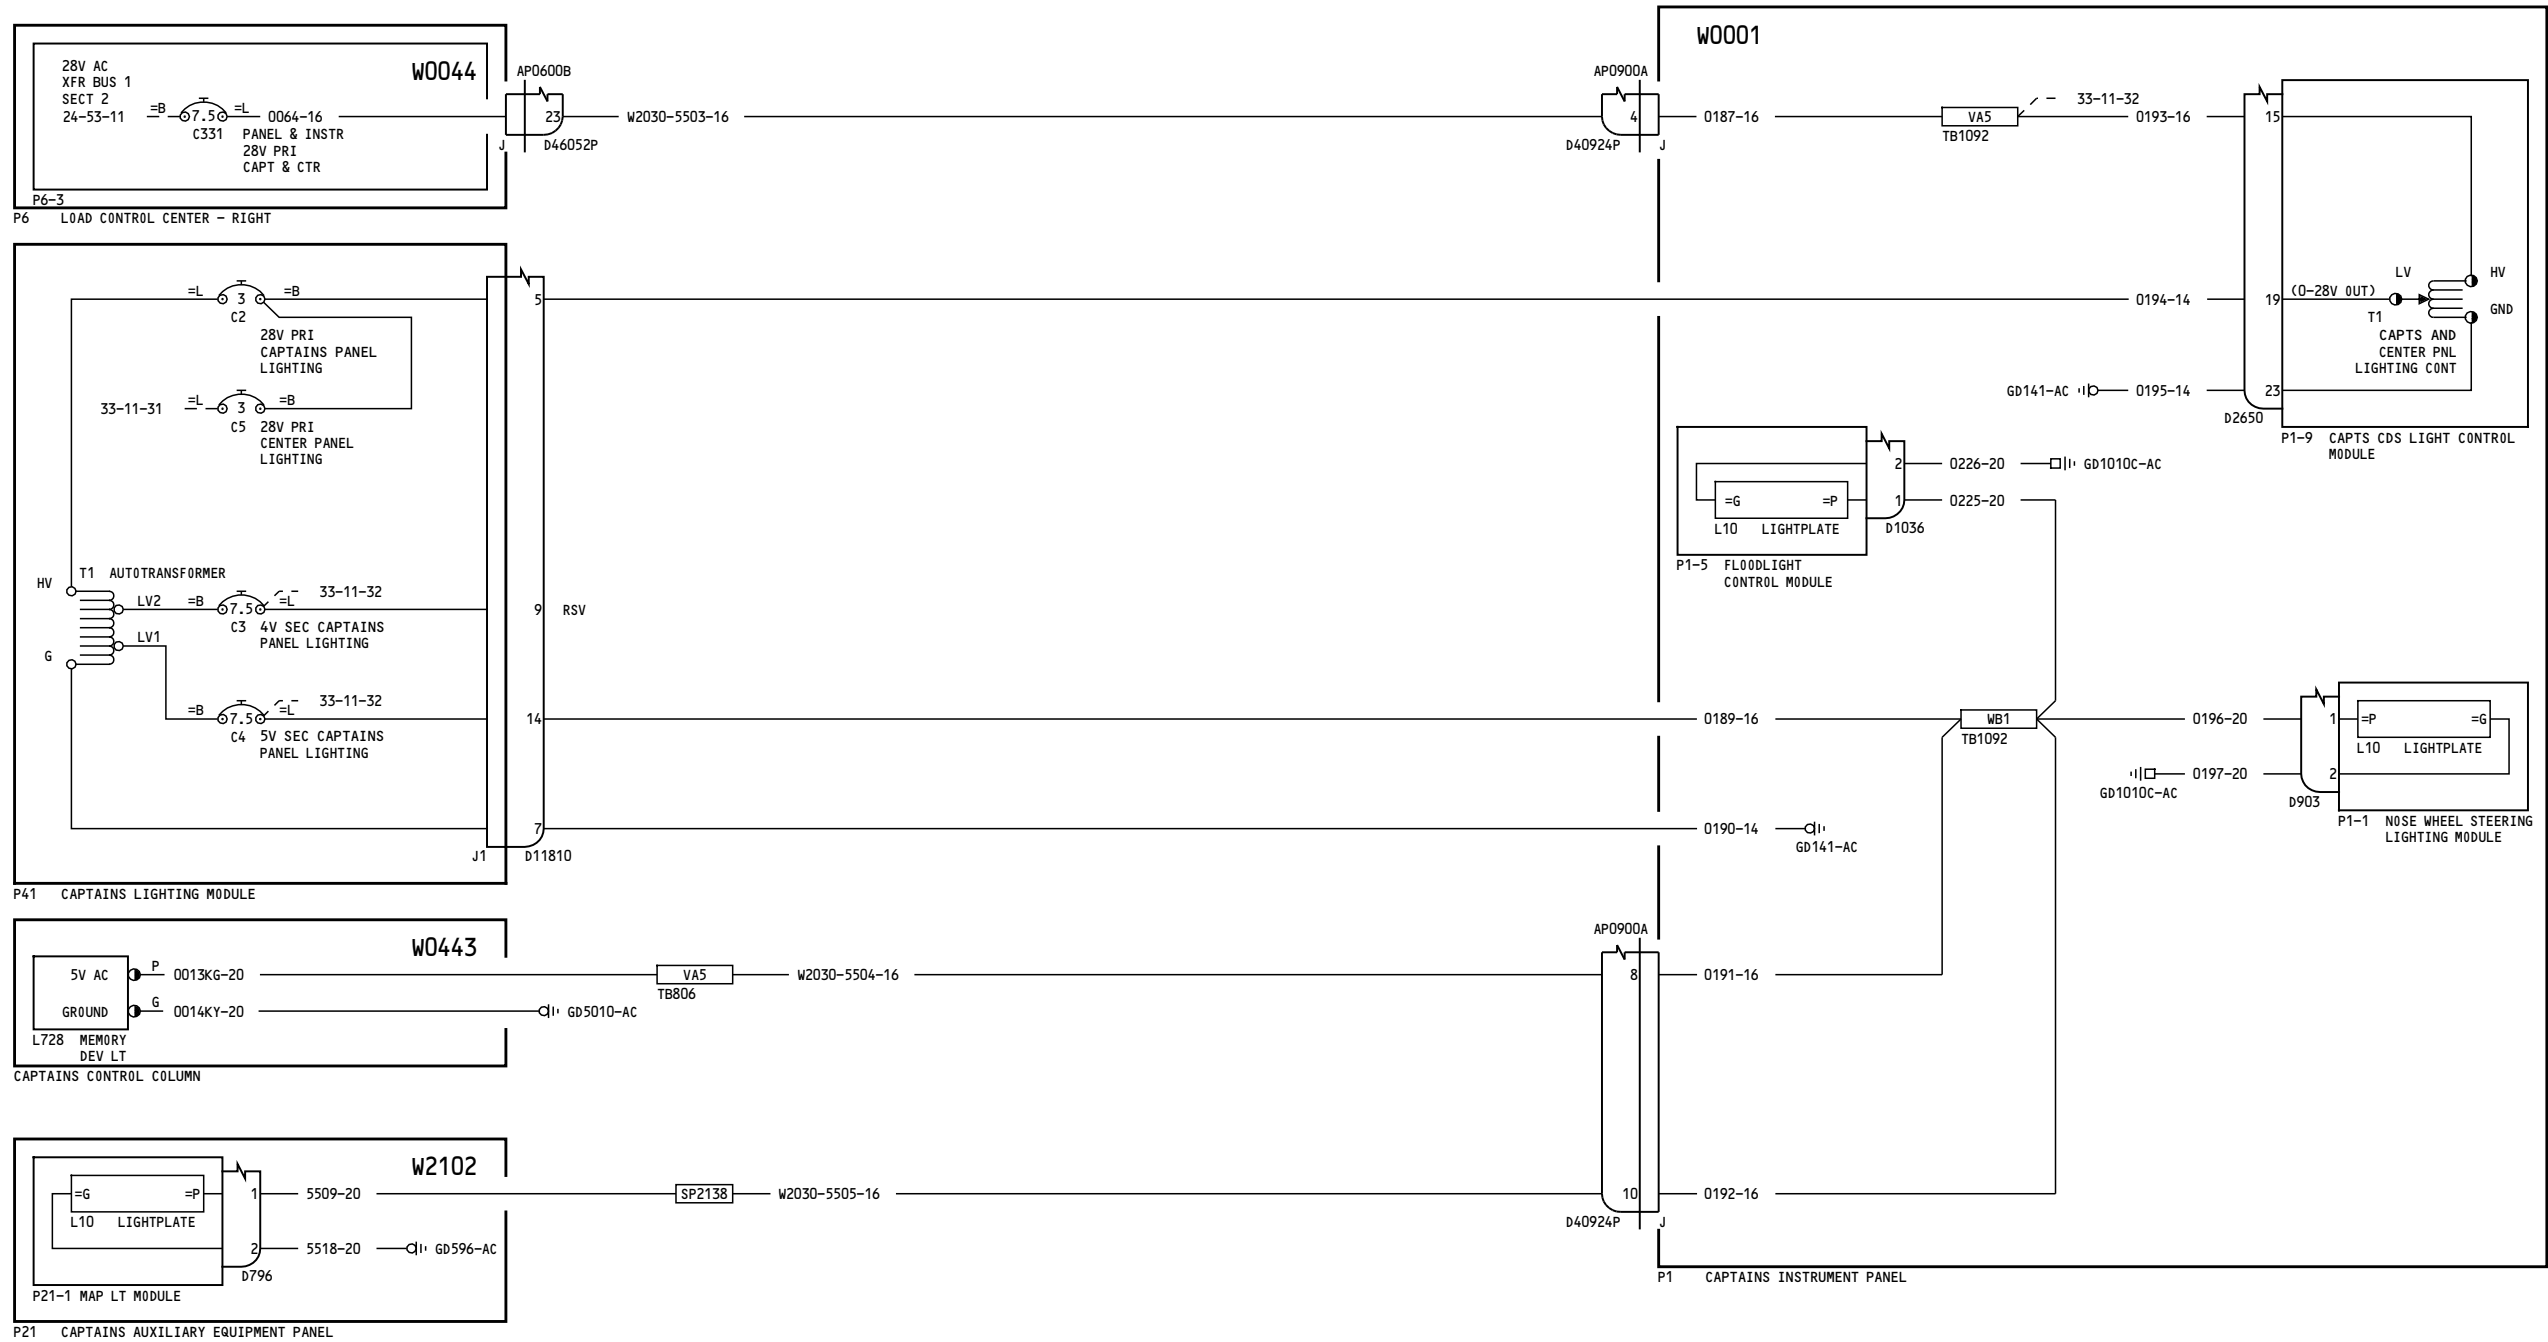 W0044
28V AC
XFR BUS 1
SECT 2
24-53-11
=B
7.5
=L
0064-16
C331
PANEL & INSTR
28V PRI
CAPT & CTR
P6-3
P6 LOAD CONTROL CENTER - RIGHT
AP0600B
23
J
D46052P
W2030-5503-16
AP0900A
4
D40924P
J
W0001
0187-16
VA5
TB1092
33-11-32
0193-16
15
0194-14
19
(0-28V OUT)
LV
HV
T1
GND
CAPTS AND
CENTER PNL
LIGHTING CONT
GD141-AC
0195-14
23
D2650
P1-9 CAPTS CDS LIGHT CONTROL
MODULE
=L
3
=B
C2
28V PRI
CAPTAINS PANEL
LIGHTING
5
33-11-31
=L
3
=B
C5
28V PRI
CENTER PANEL
LIGHTING
HV
T1 AUTOTRANSFORMER
LV2
=B
7.5
=L
33-11-32
C3
4V SEC CAPTAINS
PANEL LIGHTING
9
RSV
LV1
G
=B
7.5
=L
33-11-32
C4
5V SEC CAPTAINS
PANEL LIGHTING
14
7
J1
D11810
P41 CAPTAINS LIGHTING MODULE
2
0226-20
GD1010C-AC
=G
=P
1
0225-20
L10 LIGHTPLATE
D1036
P1-5 FLOODLIGHT
CONTROL MODULE
0189-16
WB1
TB1092
0196-20
1
=P
=G
L10 LIGHTPLATE
0197-20
2
GD1010C-AC
D903
P1-1 NOSE WHEEL STEERING
LIGHTING MODULE
0190-14
GD141-AC
W0443
5V AC
P
0013KG-20
VA5
TB806
W2030-5504-16
AP0900A
8
0191-16
GROUND
G
0014KY-20
GD5010-AC
L728 MEMORY
DEV LT
CAPTAINS CONTROL COLUMN
W2102
=G
=P
1
5509-20
SP2138
W2030-5505-16
10
0192-16
L10 LIGHTPLATE
D40924P
J
2
5518-20
GD596-AC
D796
P21-1 MAP LT MODULE
P1 CAPTAINS INSTRUMENT PANEL
P21 CAPTAINS AUXILIARY EQUIPMENT PANEL